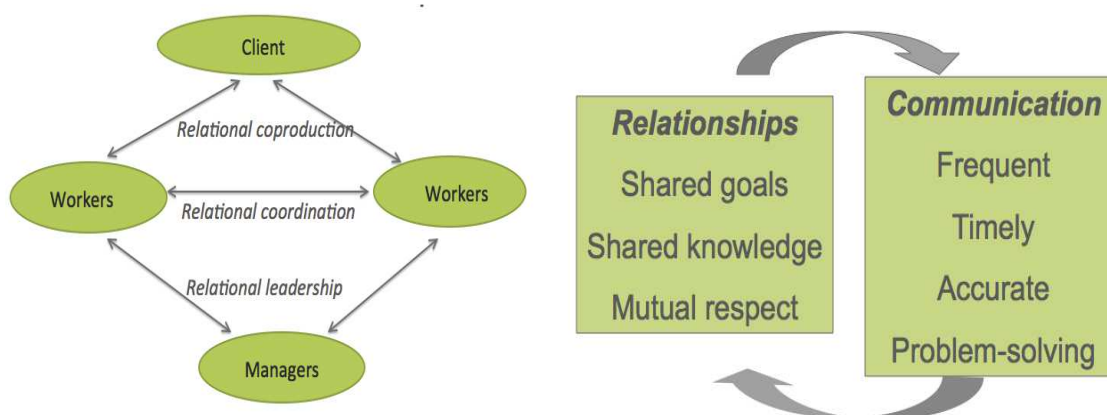 Client
Relational coproduction
Workers
Workers
Relational coordination
Relational leadership
Managers
Relationships
Shared goals
Shared knowledge
Mutual respect
Communication
Frequent
Timely
Accurate
Problem-solving